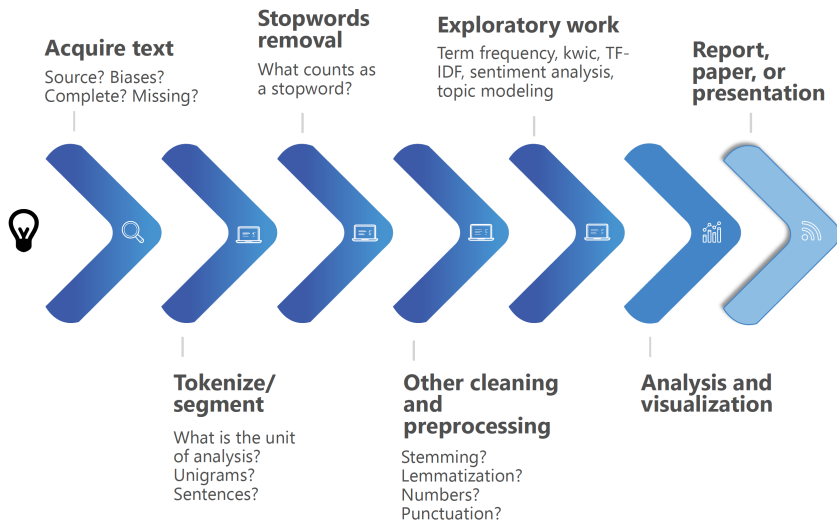 Acquire text
Source? Biases?
Complete? Missing?
Tokenize/
segment
What is the unit
of analysis?
Unigrams?
Sentences?
Stopwords
removal
What counts as
a stopword?
Other cleaning
and
preprocessing
Stemming?
Lemmatization?
Numbers?
Punctuation?
Exploratory work
Term frequency, kwic, TF-
IDF, sentiment analysis,
topic modeling
Analysis and
visualization
Report,
paper, or
presentation